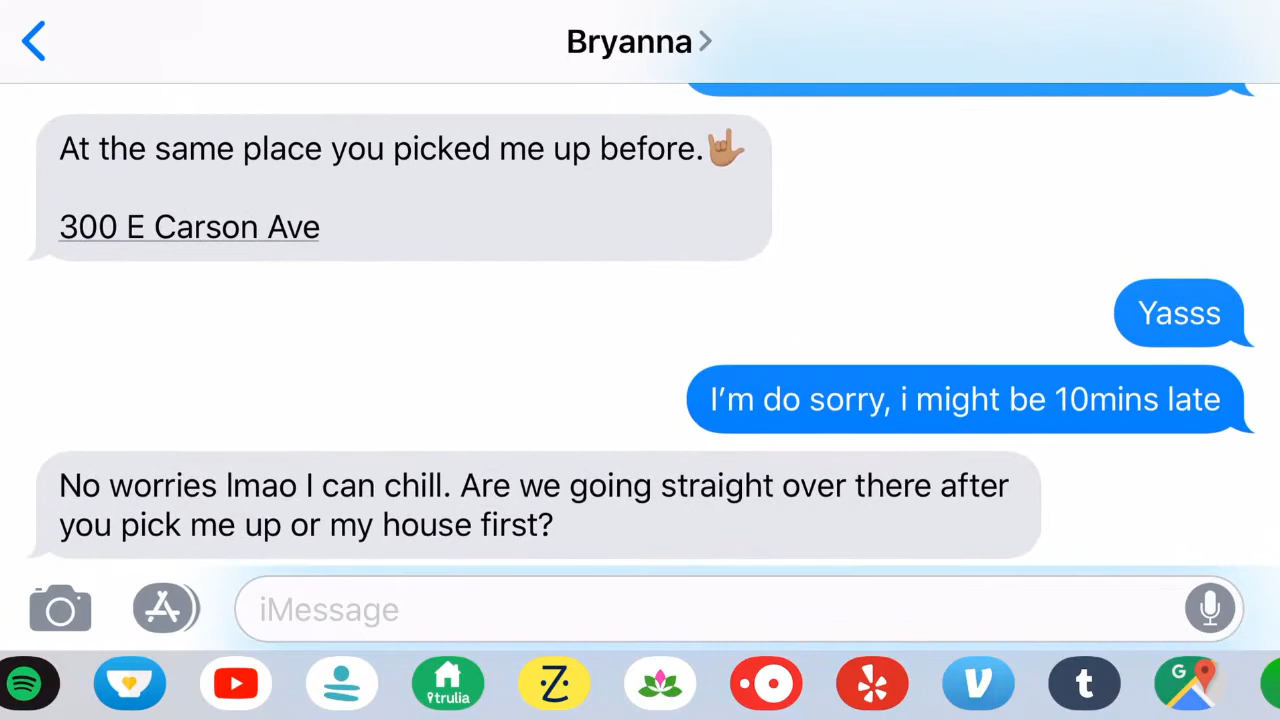 Bryanna
At the same place you picked me up before.🤟🏽
300 E Carson Ave
Yasss
I’m do sorry, i might be 10mins late
No worries lmao I can chill. Are we going straight over there after
you pick me up or my house first?
iMessage
trulia
Z
V
t
G